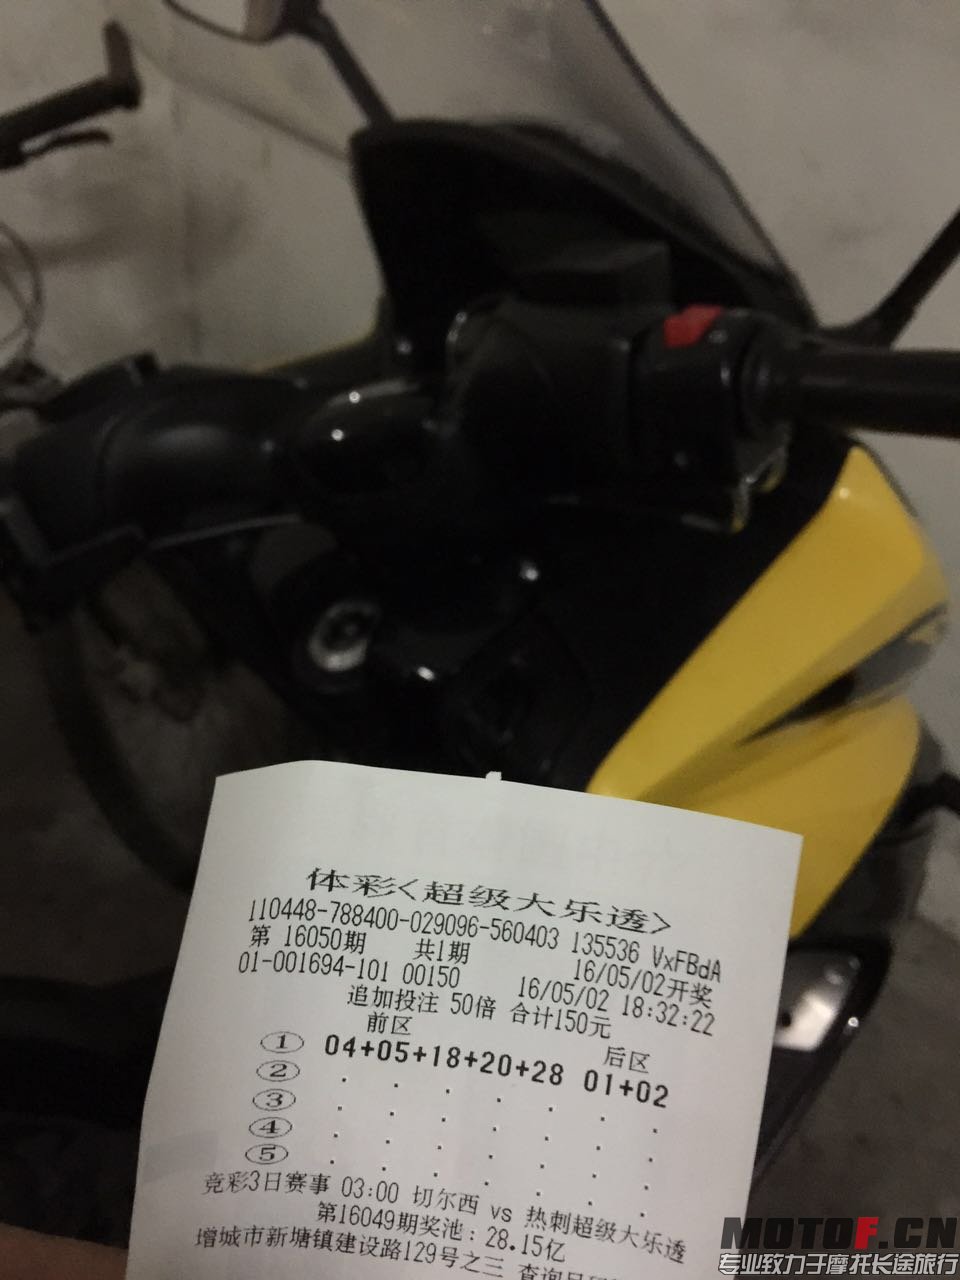 体彩<超级大乐透>
110448-788400-029096-560403 135536 VxFBdA
第 16050期 共1期 16/05/02开奖
01-001694-101 00150 16/05/02 18:32:22
追加投注 50倍 合计150元
前区 后区
① 04+05+18+20+28 01+02
②
③
④
⑤
竞彩3日赛事 03:00 切尔西 vs 热刺超级大乐透
第16049期奖池：28.15亿
增城市新塘镇建设路129号之三 查询
MOTOF.CN
专业致力于摩托长途旅行